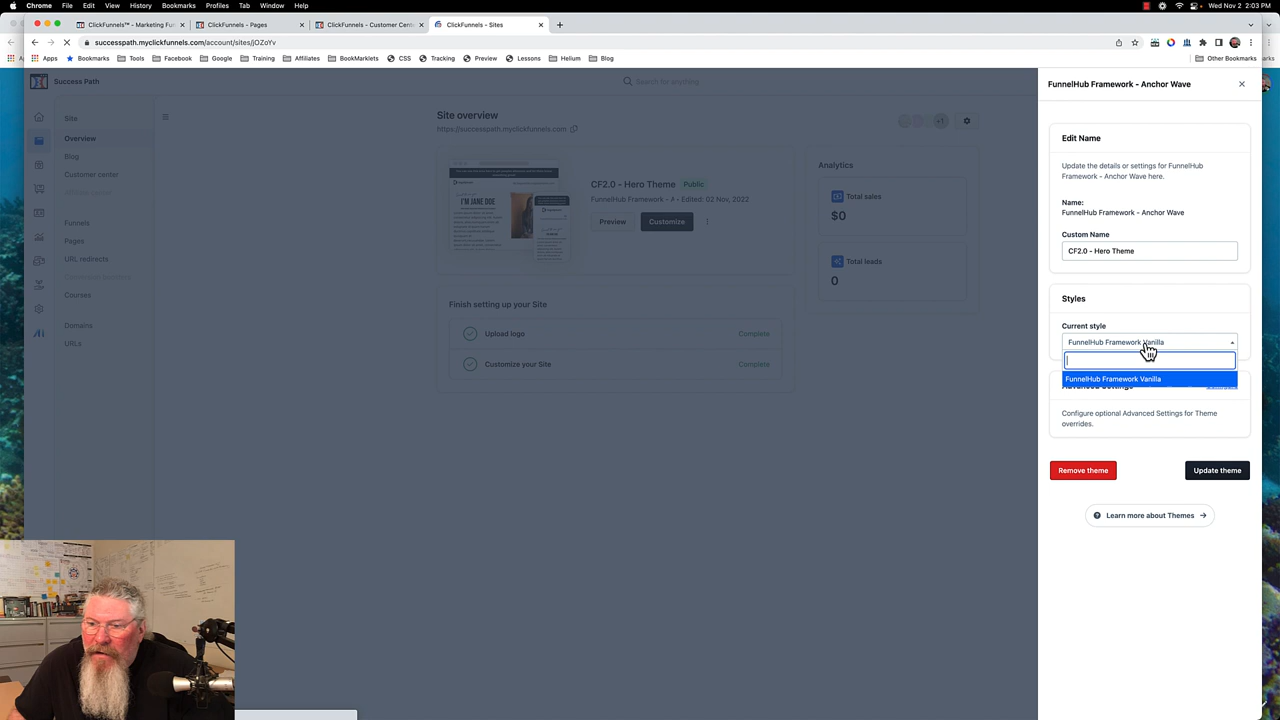 Chrome File Edit View History Bookmarks Profiles Tab Window Help
Wed Nov 2 2:03 PM
ClickFunnels™ - Marketing Fun
ClickFunnels - Pages
ClickFunnels - Customer Cente
ClickFunnels - Sites
successpath.myclickfunnels.com/account/sites/jOZoYv
Apps Bookmarks Tools Facebook Google Training Affiliates BookMarklets CSS Tracking Preview Lessons Helium Blog Other Bookmarks
Success Path
Search for anything
FunnelHub Framework - Anchor Wave
Site
Overview
Blog
Customer center
Affiliate center
Funnels
Pages
URL redirects
Courses
Domains
URLs
Site overview
https://successpath.myclickfunnels.com
+1
I'M JANE DOE
CF2.0 - Hero Theme Public
FunnelHub Framework - A • Edited: 02 Nov, 2022
Preview Customize
Analytics
Total sales
$0
Total leads
0
Finish setting up your Site
Upload logo Complete
Customize your Site Complete
Edit Name
Update the details or settings for FunnelHub
Framework - Anchor Wave here.
Name:
FunnelHub Framework - Anchor Wave
Custom Name
CF2.0 - Hero Theme
Styles
Current style
FunnelHub Framework Vanilla
FunnelHub Framework Vanilla
Advanced Settings Configure
Configure optional Advanced Settings for Theme
overrides.
Remove theme Update theme
Learn more about Themes